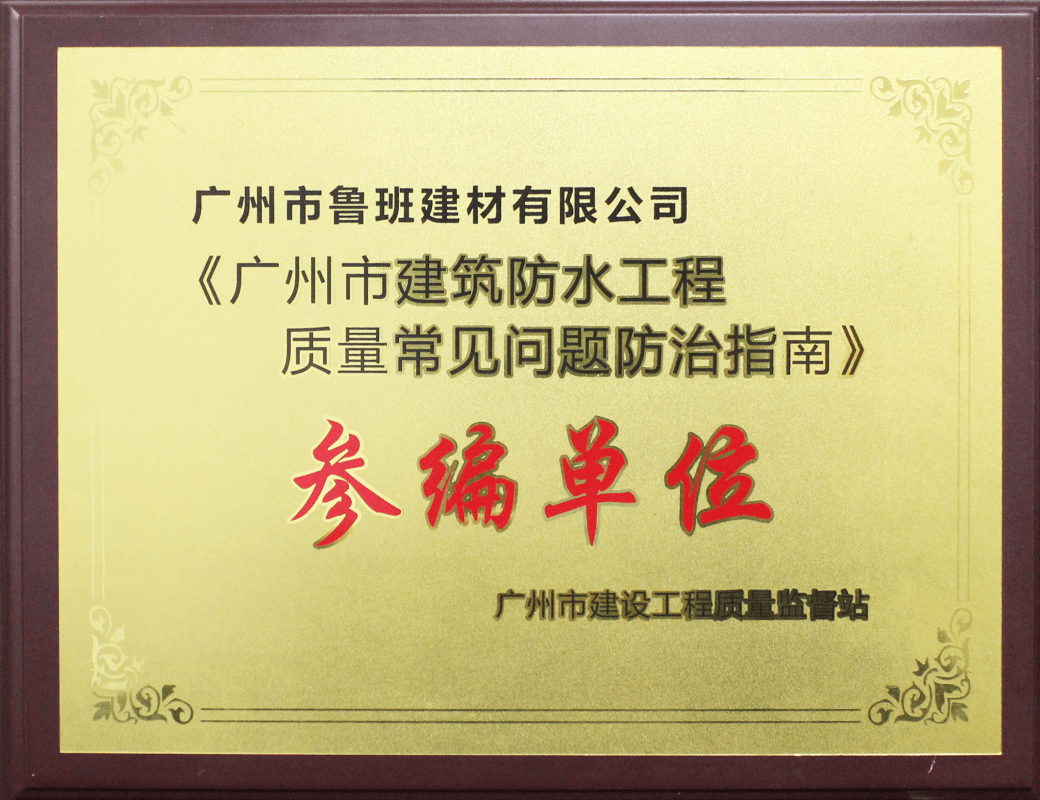 广州市鲁班建材有限公司
《广州市建筑防水工程
质量常见问题防治指南》
参编单位
广州市建设工程质量监督站